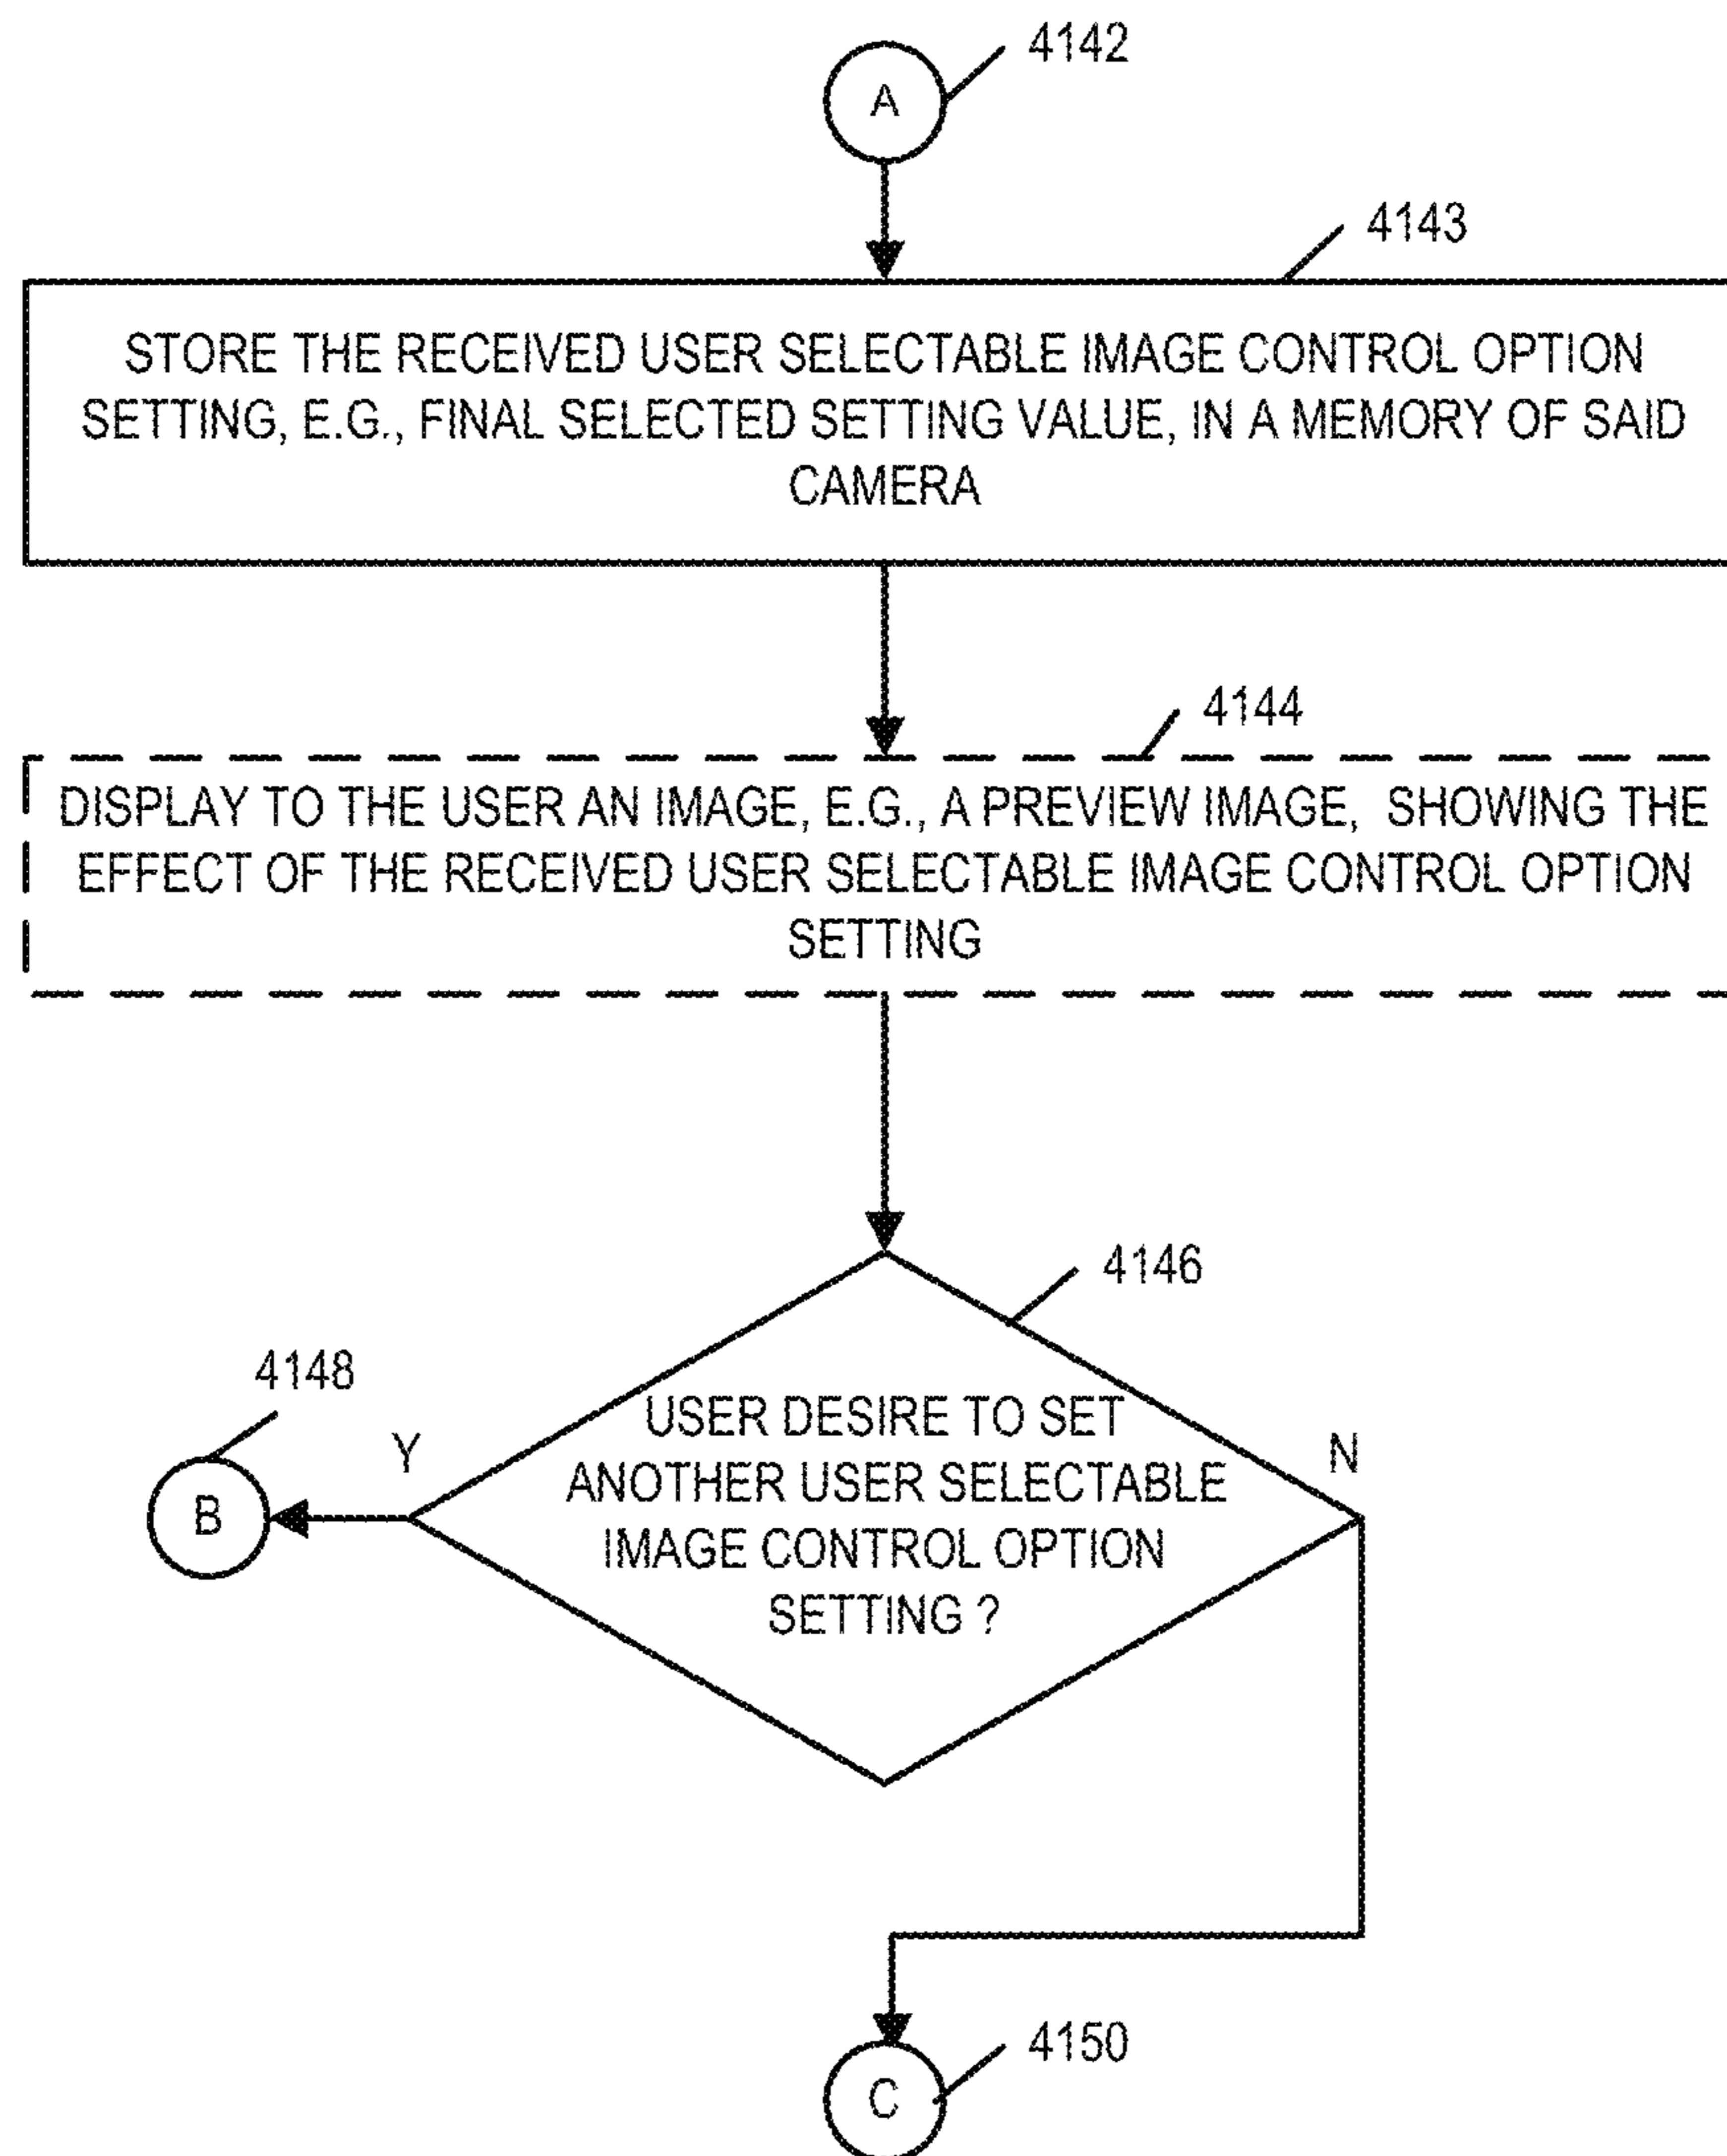 4142
A
4143
STORE THE RECEIVED USER SELECTABLE IMAGE CONTROL OPTION
SETTING, E.G., FINAL SELECTED SETTING VALUE, IN A MEMORY OF SAID
CAMERA
4144
DISPLAY TO THE USER AN IMAGE, E.G., A PREVIEW IMAGE, SHOWING THE
EFFECT OF THE RECEIVED USER SELECTABLE IMAGE CONTROL OPTION
SETTING
4146
4148
Y
N
B
USER DESIRE TO SET
ANOTHER USER SELECTABLE
IMAGE CONTROL OPTION
SETTING ?
4150
C